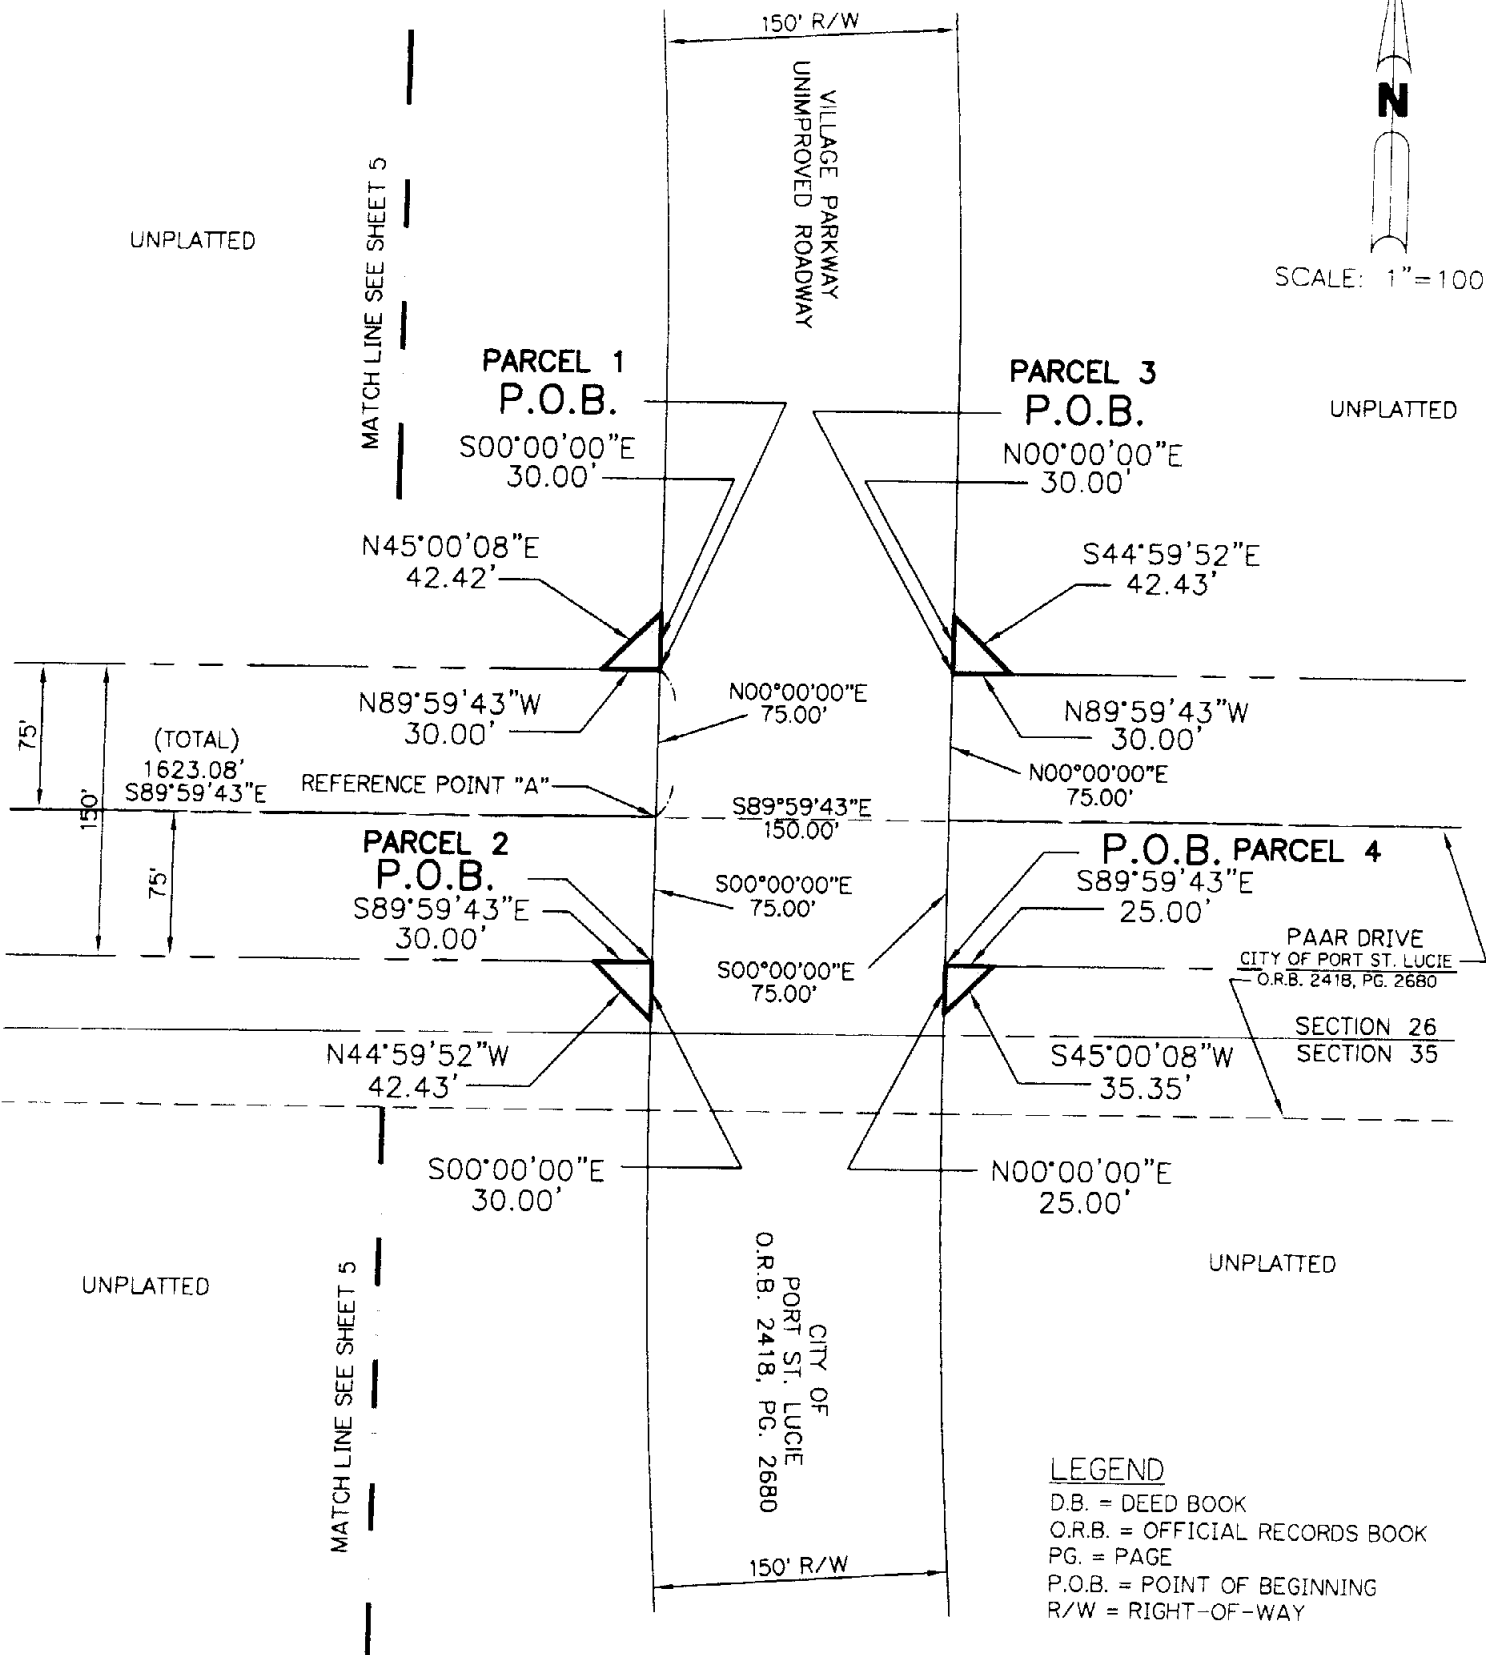 150' R/W
VILLAGE PARKWAY
UNIMPROVED ROADWAY
N
SCALE: 1"=100
UNPLATTED
MATCH LINE SEE SHEET 5
PARCEL 1
P.O.B.
S00°00'00"E
30.00'
PARCEL 3
P.O.B.
N00°00'00"E
30.00'
UNPLATTED
N45°00'08"E
42.42'
S44°59'52"E
42.43'
N89°59'43"W
30.00'
N00°00'00"E
75.00'
N89°59'43"W
30.00'
N00°00'00"E
75.00'
75'
150'
75'
(TOTAL)
1623.08'
S89°59'43"E
REFERENCE POINT "A"
S89°59'43"E
150.00'
PARCEL 2
P.O.B.
S89°59'43"E
30.00'
S00°00'00"E
75.00'
P.O.B. PARCEL 4
S89°59'43"E
25.00'
S00°00'00"E
75.00'
PAAR DRIVE
CITY OF PORT ST. LUCIE
O.R.B. 2418, PG. 2680
SECTION 26
SECTION 35
N44°59'52"W
42.43'
S45°00'08"W
35.35'
S00°00'00"E
30.00'
N00°00'00"E
25.00'
UNPLATTED
UNPLATTED
MATCH LINE SEE SHEET 5
CITY OF
PORT ST. LUCIE
O.R.B. 2418, PG. 2680
150' R/W
LEGEND
D.B. = DEED BOOK
O.R.B. = OFFICIAL RECORDS BOOK
PG. = PAGE
P.O.B. = POINT OF BEGINNING
R/W = RIGHT-OF-WAY